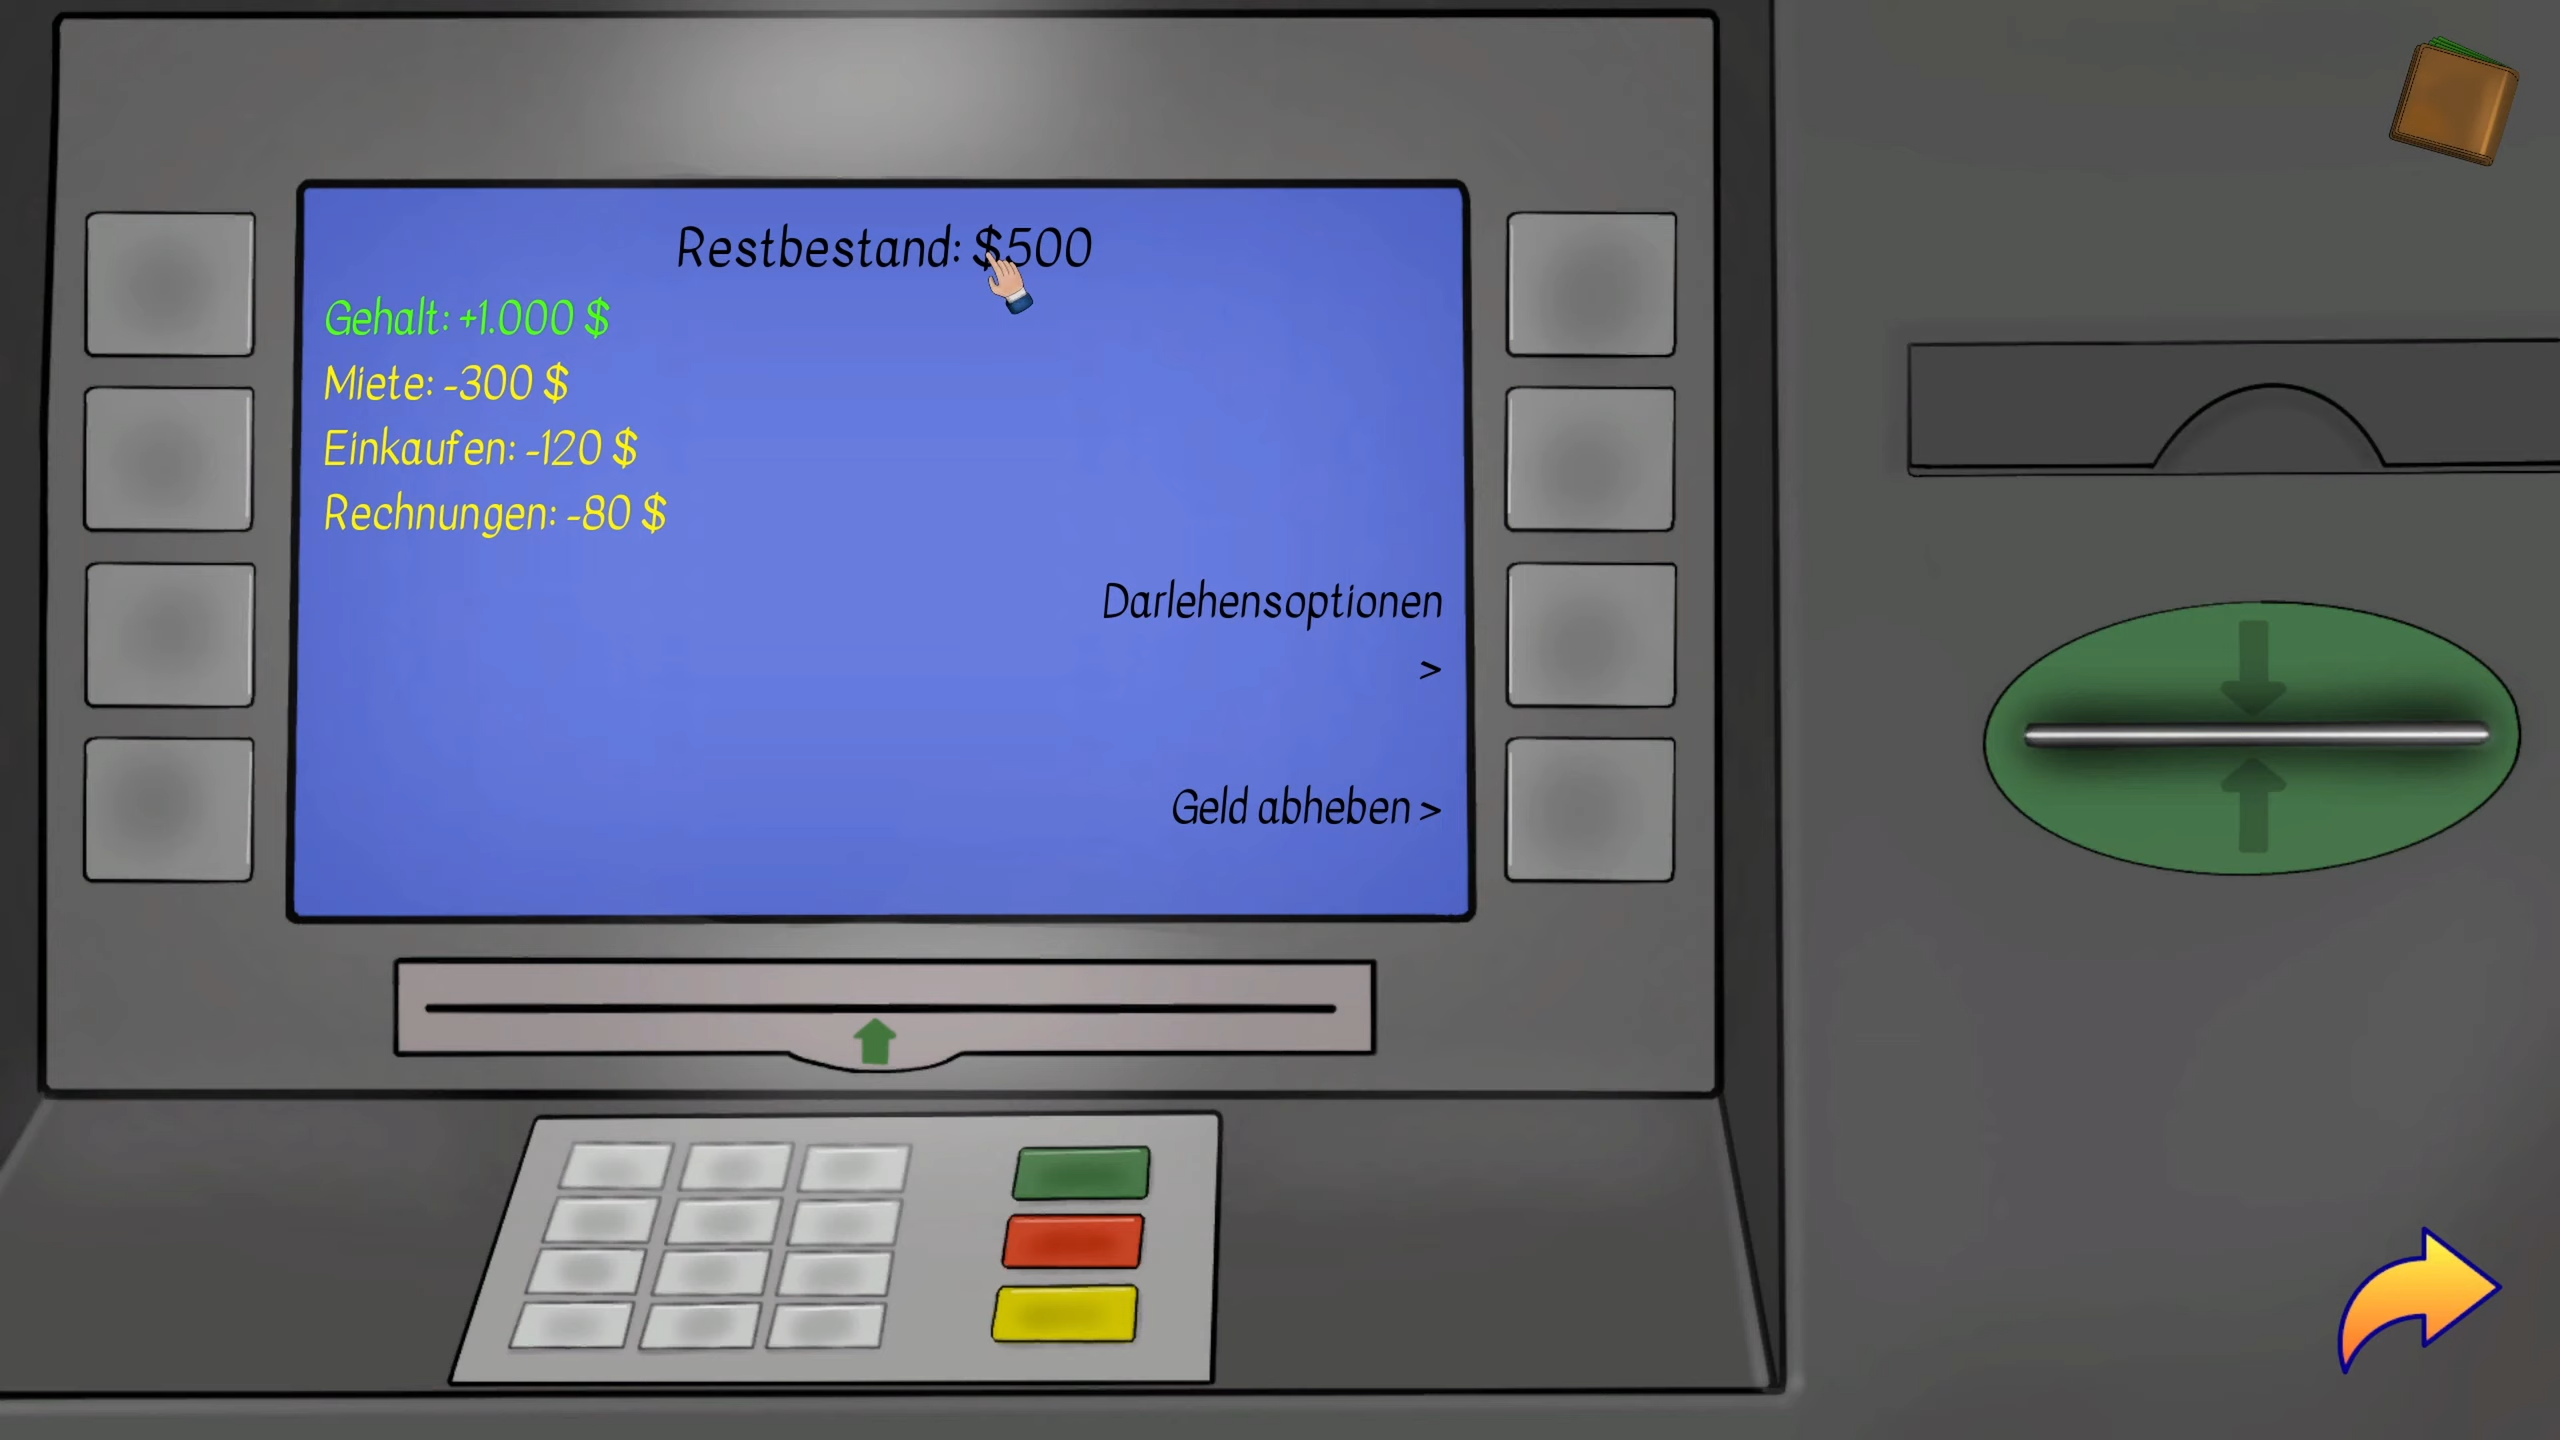 Restbestand: $500
Gehalt: +1.000 $
Miete: -300 $
Einkaufen: -120 $
Rechnungen: -80 $
Darlehensoptionen
>
Geld abheben >